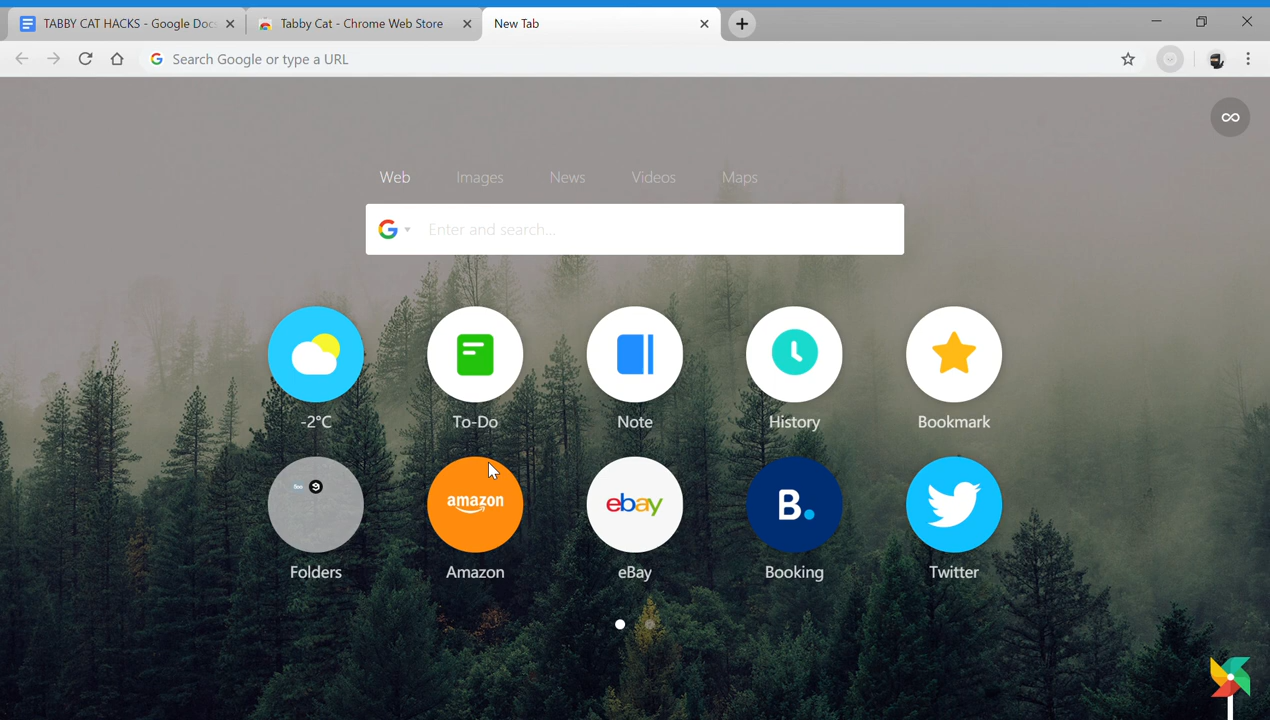 TABBY CAT HACKS - Google Docs
Tabby Cat - Chrome Web Store
New Tab
Search Google or type a URL
Web Images News Videos Maps
Enter and search...
-2°C To-Do Note History Bookmark
amazon ebay B.
Folders Amazon eBay Booking Twitter